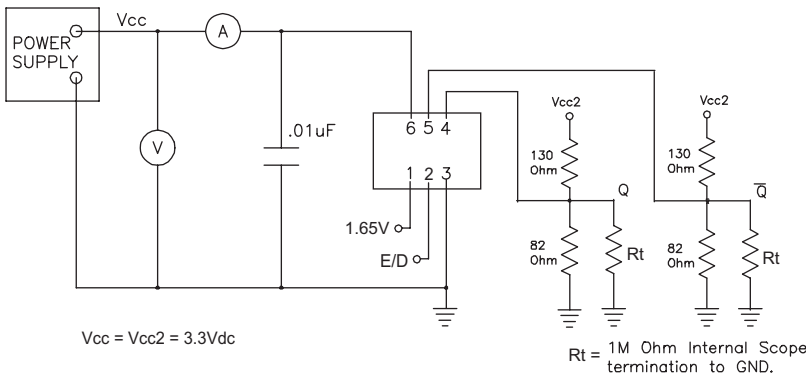 Vcc
A
POWER
SUPPLY
V
.01uF
6 5 4
1 2 3
1.65V
E/D
Vcc2
130
Ohm
Q
82
Ohm
Rt
Vcc2
130
Ohm
Q̅
82
Ohm
Rt
Vcc = Vcc2 = 3.3Vdc
Rt = 1M Ohm Internal Scope
termination to GND.